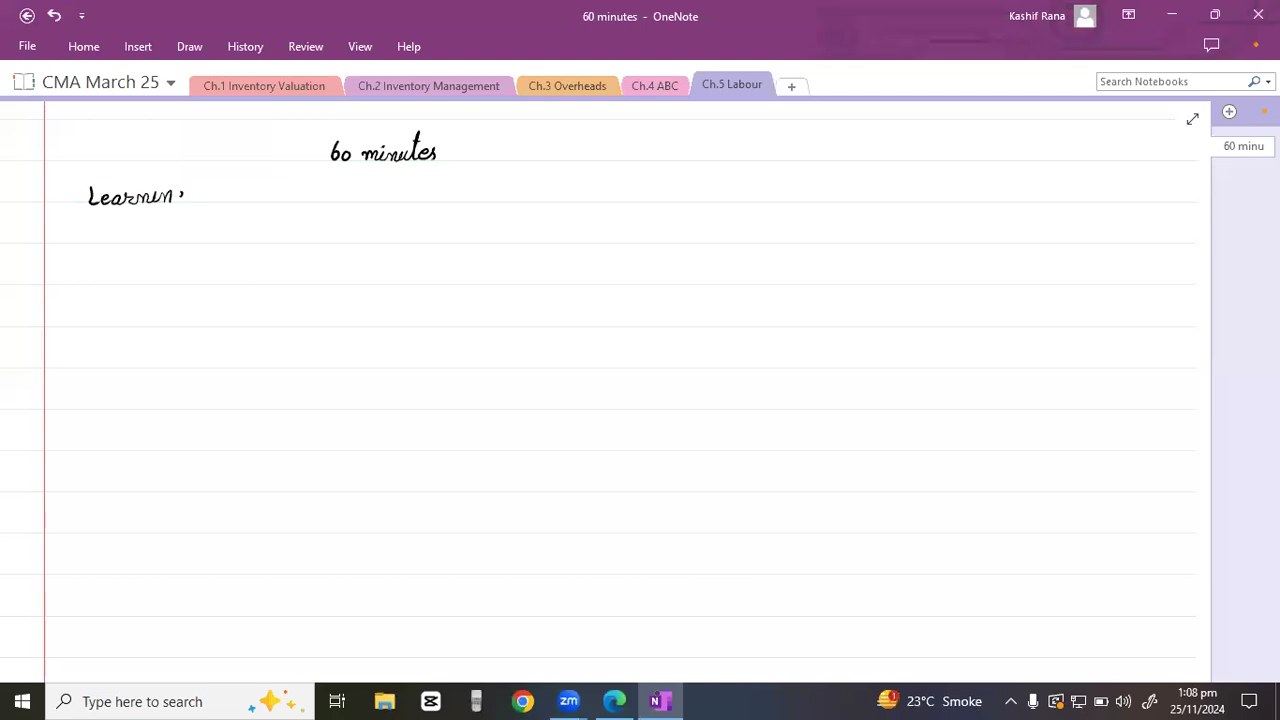 60 minutes - OneNote
Kashif Rana
File Home Insert Draw History Review View Help
CMA March 25
Ch.1 Inventory Valuation
Ch.2 Inventory Management
Ch.3 Overheads
Ch.4 ABC
Ch.5 Labour
Search Notebooks
60 minu
60 minutes
Learnin
Type here to search
23°C Smoke
1:08 pm
25/11/2024